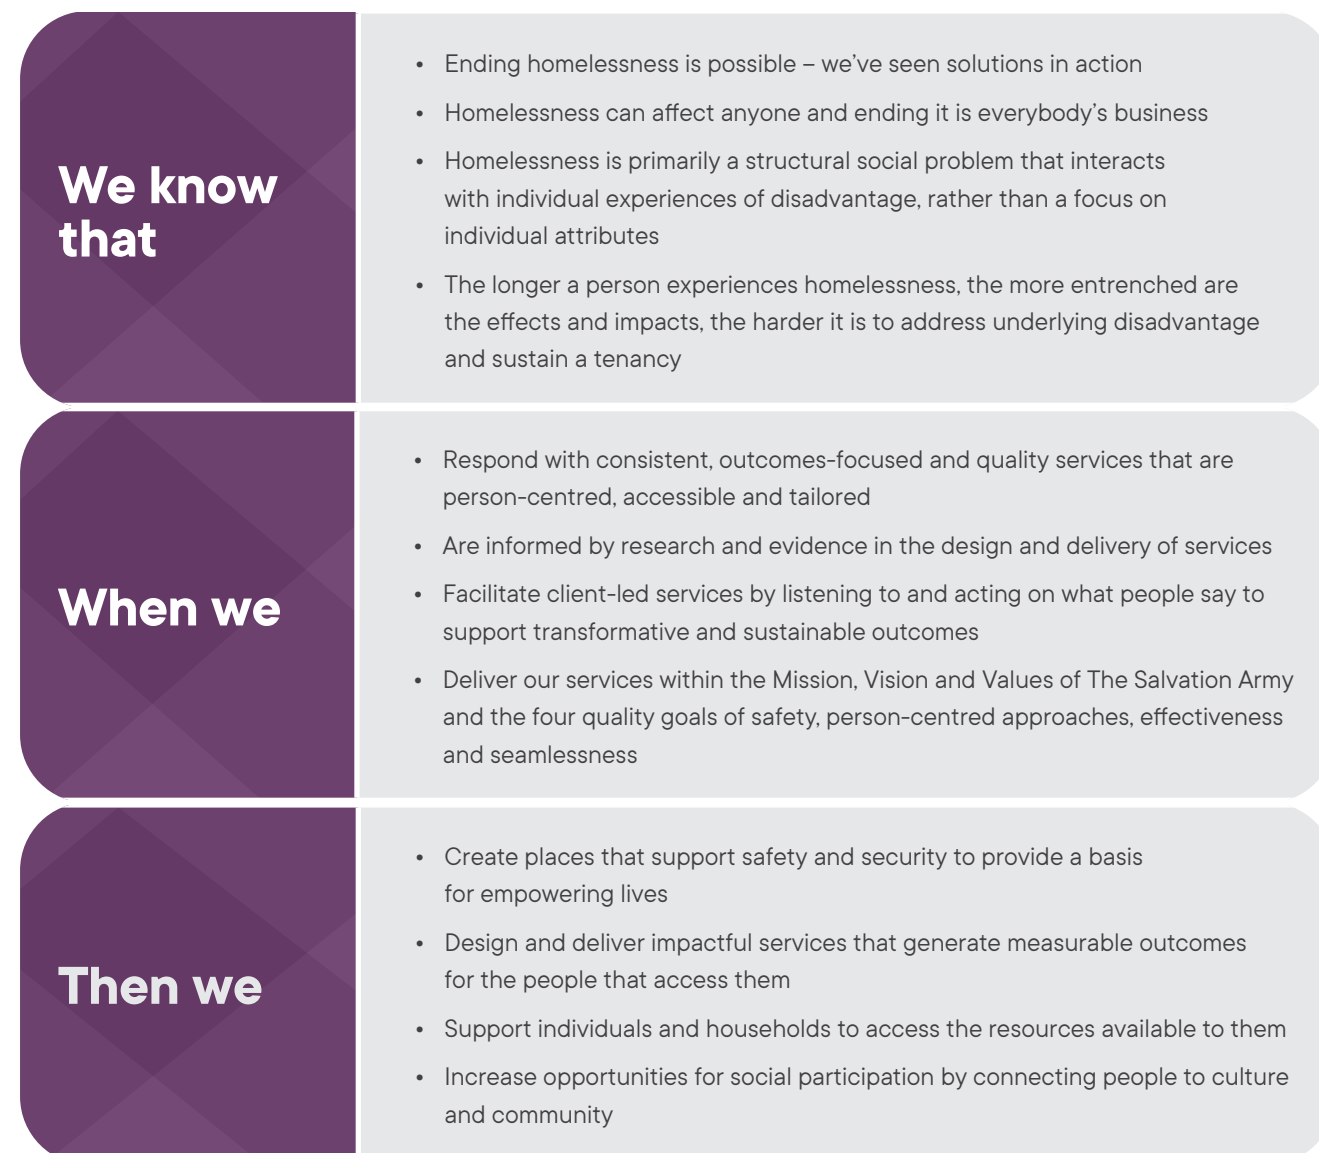 We know
that
• Ending homelessness is possible – we’ve seen solutions in action
• Homelessness can affect anyone and ending it is everybody’s business
• Homelessness is primarily a structural social problem that interacts
with individual experiences of disadvantage, rather than a focus on
individual attributes
• The longer a person experiences homelessness, the more entrenched are
the effects and impacts, the harder it is to address underlying disadvantage
and sustain a tenancy
When we
• Respond with consistent, outcomes-focused and quality services that are
person-centred, accessible and tailored
• Are informed by research and evidence in the design and delivery of services
• Facilitate client-led services by listening to and acting on what people say to
support transformative and sustainable outcomes
• Deliver our services within the Mission, Vision and Values of The Salvation Army
and the four quality goals of safety, person-centred approaches, effectiveness
and seamlessness
Then we
• Create places that support safety and security to provide a basis
for empowering lives
• Design and deliver impactful services that generate measurable outcomes
for the people that access them
• Support individuals and households to access the resources available to them
• Increase opportunities for social participation by connecting people to culture
and community